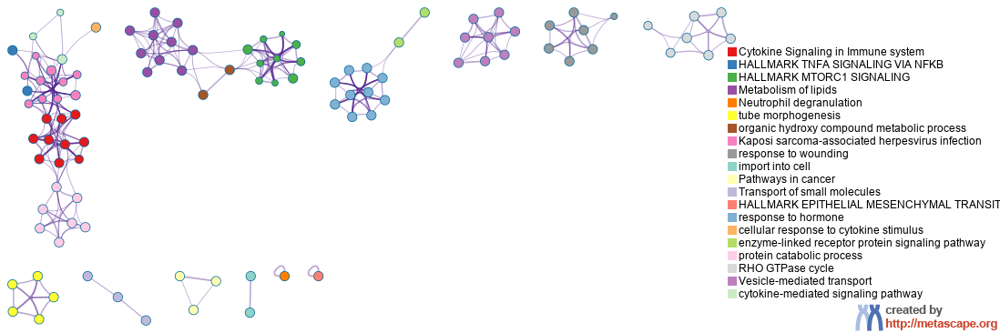 Cytokine Signaling in Immune system
HALLMARK TNFA SIGNALING VIA NFKB
HALLMARK MTORC1 SIGNALING
Metabolism of lipids
Neutrophil degranulation
tube morphogenesis
organic hydroxy compound metabolic process
Kaposi sarcoma-associated herpesvirus infection
response to wounding
import into cell
Pathways in cancer
Transport of small molecules
HALLMARK EPITHELIAL MESENCHYMAL TRANSIT
response to hormone
cellular response to cytokine stimulus
enzyme-linked receptor protein signaling pathway
protein catabolic process
RHO GTPase cycle
Vesicle-mediated transport
cytokine-mediated signaling pathway
created by
http://metascape.org